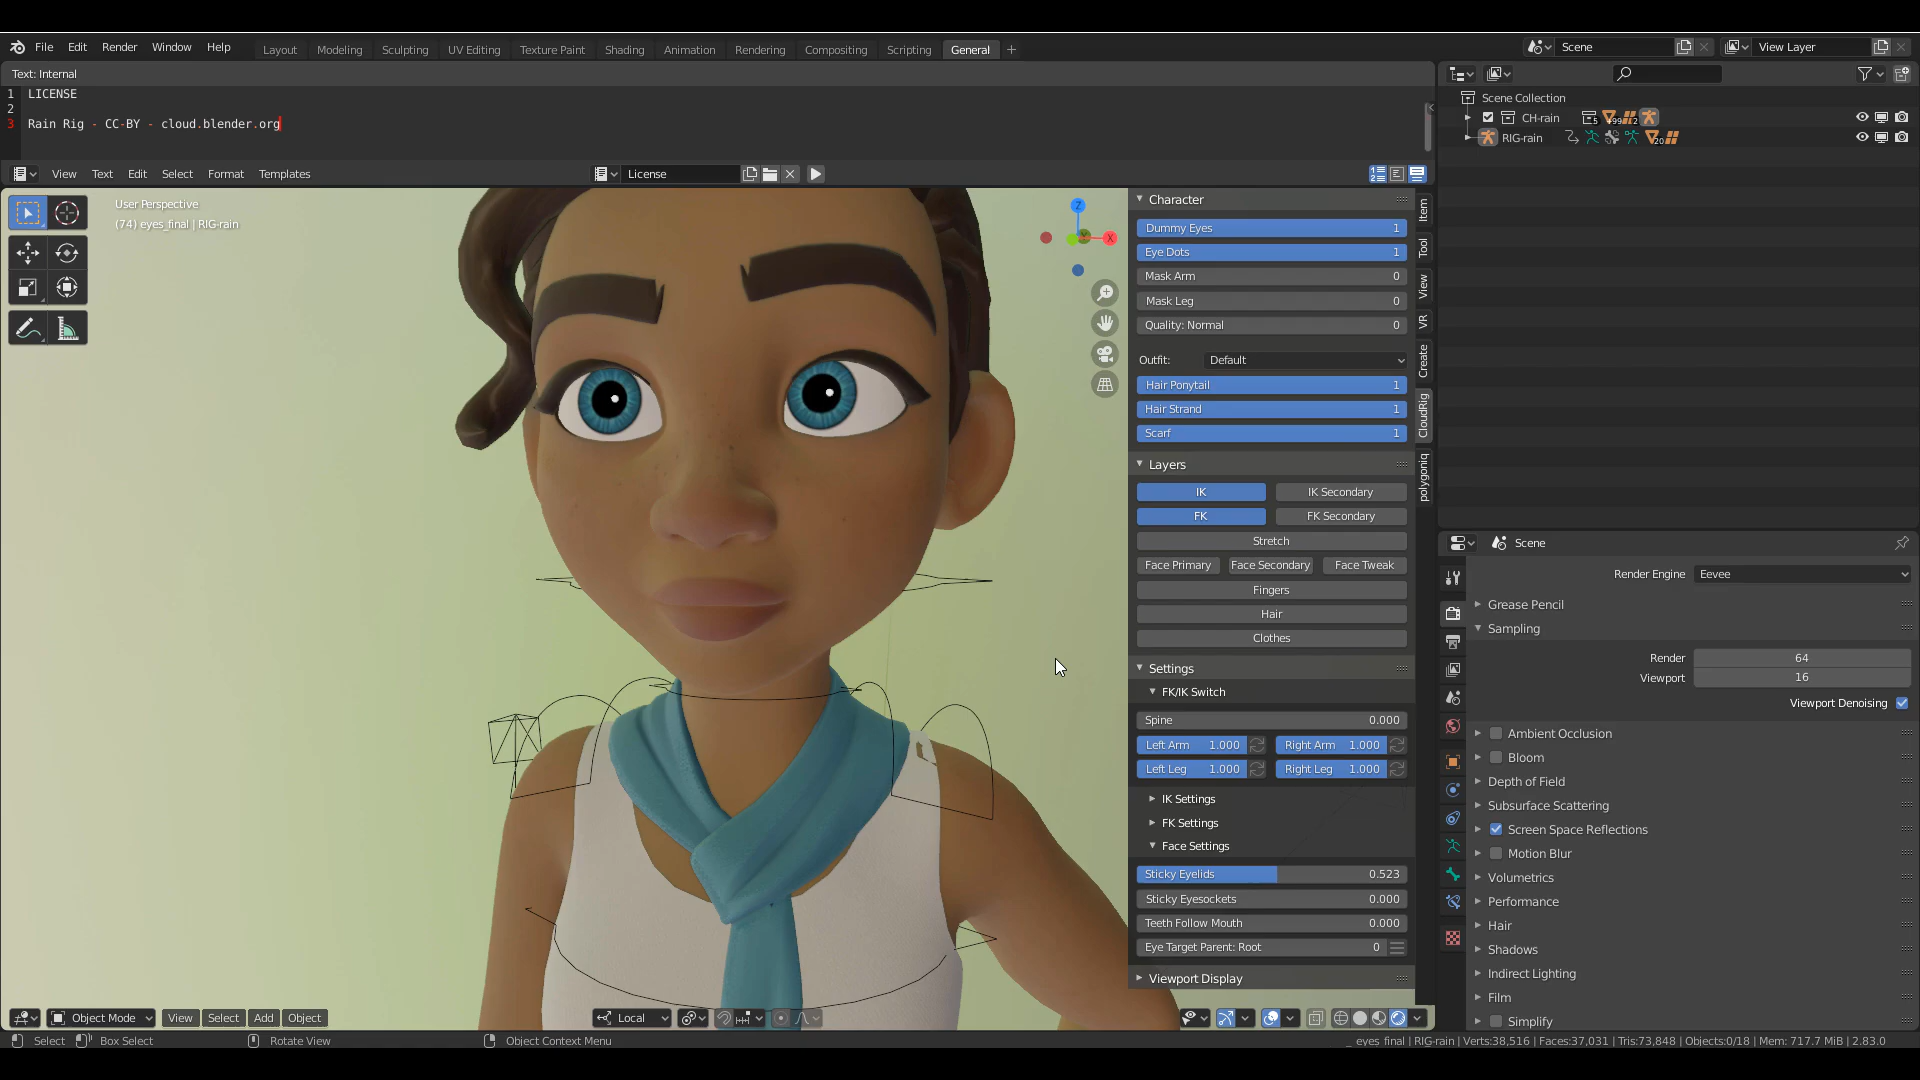 File Edit Render Window Help Layout Modeling Sculpting UV Editing Texture Paint Shading Animation Rendering Compositing Scripting General + Scene View Layer
Text: Internal
1 LICENSE
2
3 Rain Rig - CC-BY - cloud.blender.org
View Text Edit Select Format Templates License
User Perspective
(74) eyes_final | RIG-rain
Z
X
Character
Dummy Eyes 1
Eye Dots 1
Mask Arm 0
Mask Leg 0
Quality: Normal 0
Outfit: Default
Hair Ponytail 1
Hair Strand 1
Scarf 1
Layers
IK IK Secondary
FK FK Secondary
Stretch
Face Primary Face Secondary Face Tweak
Fingers
Hair
Clothes
Settings
FK/IK Switch
Spine 0.000
Left Arm 1.000 Right Arm 1.000
Left Leg 1.000 Right Leg 1.000
IK Settings
FK Settings
Face Settings
Sticky Eyelids 0.523
Sticky Eyesockets 0.000
Teeth Follow Mouth 0.000
Eye Target Parent: Root 0
Viewport Display
Item
Tool
View
VR
Create
CloudRig
polygoniq
Scene Collection
CH-rain 5 +99 2
RIG-rain 20
Scene
Render Engine Eevee
Grease Pencil
Sampling
Render 64
Viewport 16
Viewport Denoising
Ambient Occlusion
Bloom
Depth of Field
Subsurface Scattering
Screen Space Reflections
Motion Blur
Volumetrics
Performance
Hair
Shadows
Indirect Lighting
Film
Simplify
Object Mode View Select Add Object Local
Select Box Select Rotate View Object Context Menu
_ eyes_final | RIG-rain | Verts:38,516 | Faces:37,031 | Tris:73,848 | Objects:0/18 | Mem: 717.7 MiB | 2.83.0